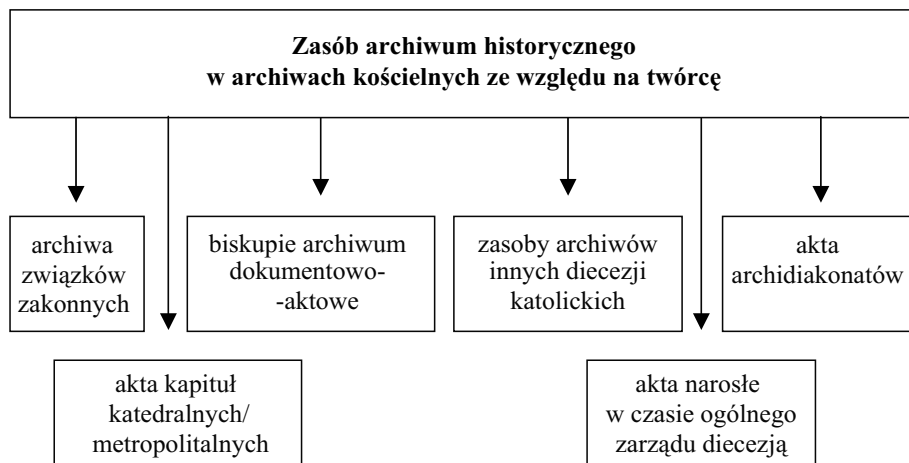 Zasób archiwum historycznego
w archiwach kościelnych ze względu na twórcę
archiwa
związków
zakonnych
biskupie archiwum
dokumentowo-
-aktowe
zasoby archiwów
innych diecezji
katolickich
akta
archidiakonatów
akta kapituł
katedralnych/
metropolitalnych
akta narosłe
w czasie ogólnego
zarządu diecezją